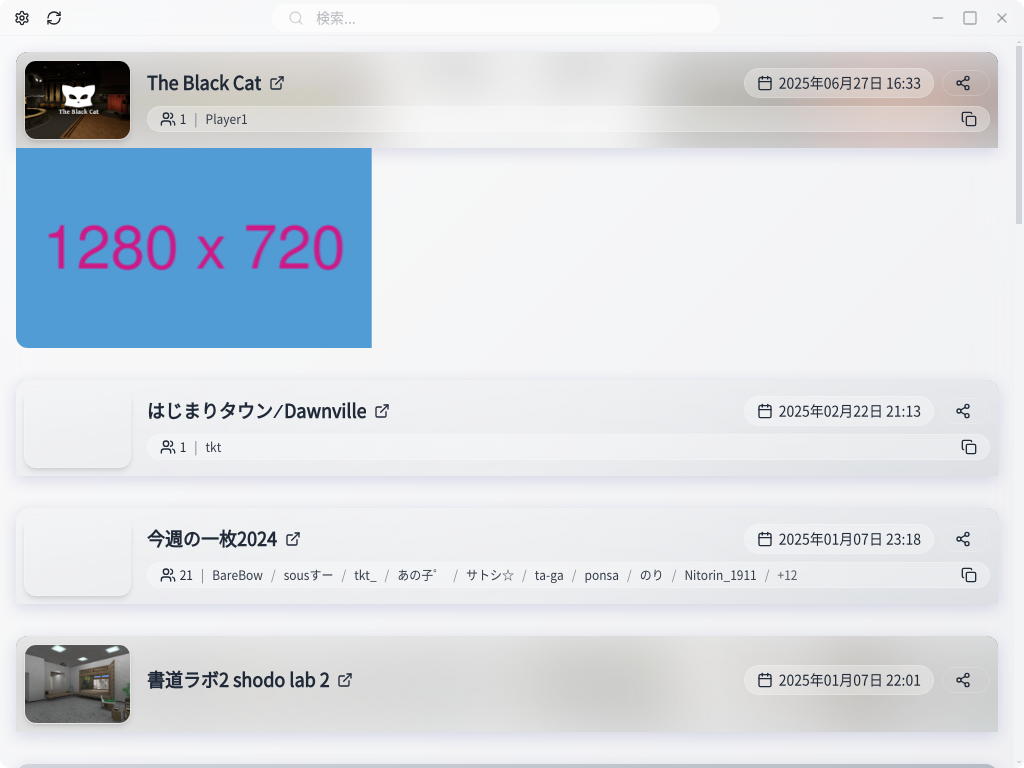 検索...
The Black Cat
2025年06月27日 16:33
The Black Cat
1 | Player1
1280 x 720
はじまりタウン⁄Dawnville
2025年02月22日 21:13
1 | tkt
今週の一枚2024
2025年01月07日 23:18
21 | BareBow / sousすー / tkt_ / あの子゜ / サトシ☆ / ta-ga / ponsa / のり / Nitorin_1911 / +12
書道ラボ2 shodo lab 2
2025年01月07日 22:01